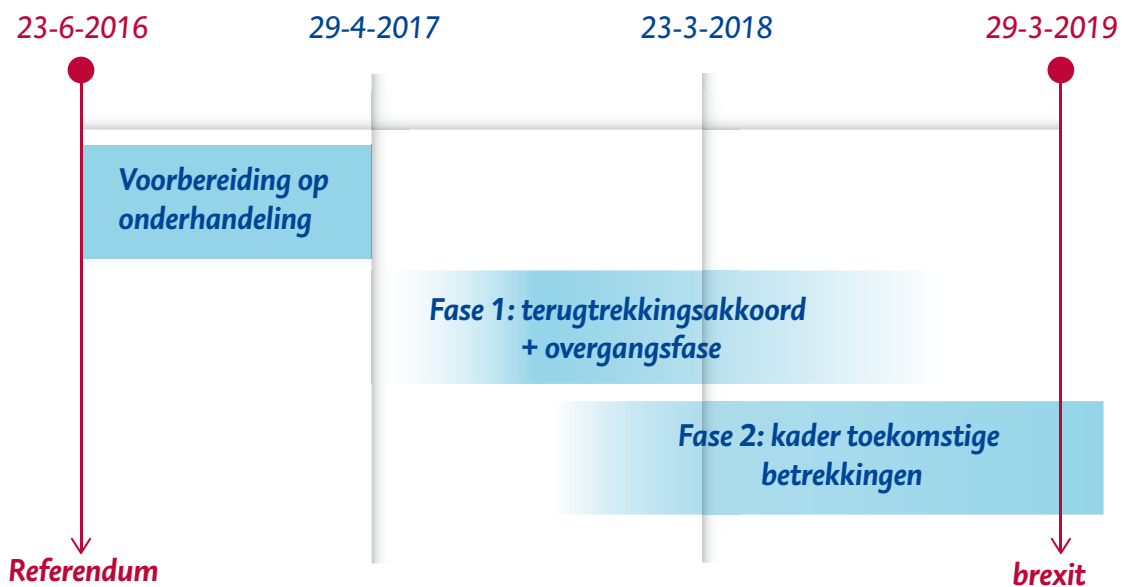 23-6-2016
29-4-2017
23-3-2018
29-3-2019
Voorbereiding op
onderhandeling
Fase 1: terugtrekkingsakkoord
+ overgangsfase
Fase 2: kader toekomstige
betrekkingen
Referendum
brexit